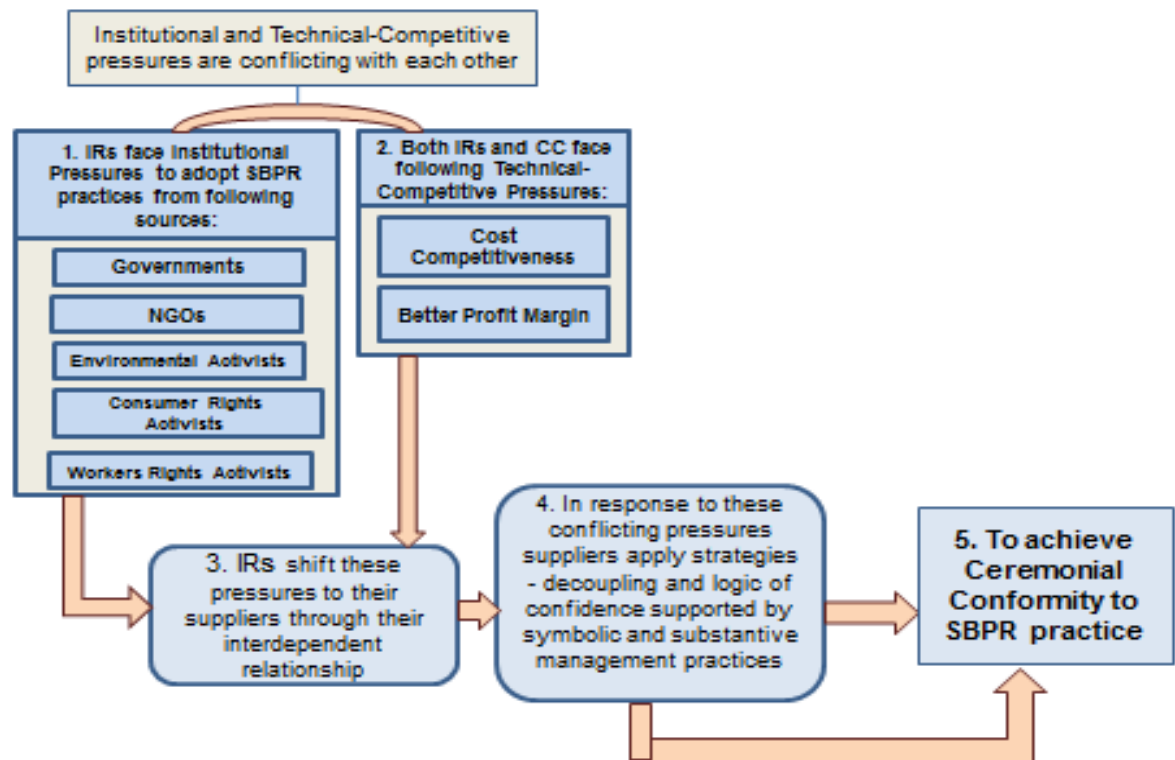 Institutional and Technical-Competitive
pressures are conflicting with each other
1. IRs face Institutional
Pressures to adopt SBPR
practices from following
sources:
Governments
NGOs
Environmental Activists
Consumer Rights
Activists
Workers Rights Activists
2. Both IRs and CC face
following Technical-
Competitive Pressures:
Cost
Competitiveness
Better Profit Margin
3. IRs shift these
pressures to their
suppliers through their
interdependent
relationship
4. In response to these
conflicting pressures
suppliers apply strategies
- decoupling and logic of
confidence supported by
symbolic and substantive
management practices
5. To achieve
Ceremonial
Conformity to
SBPR practice